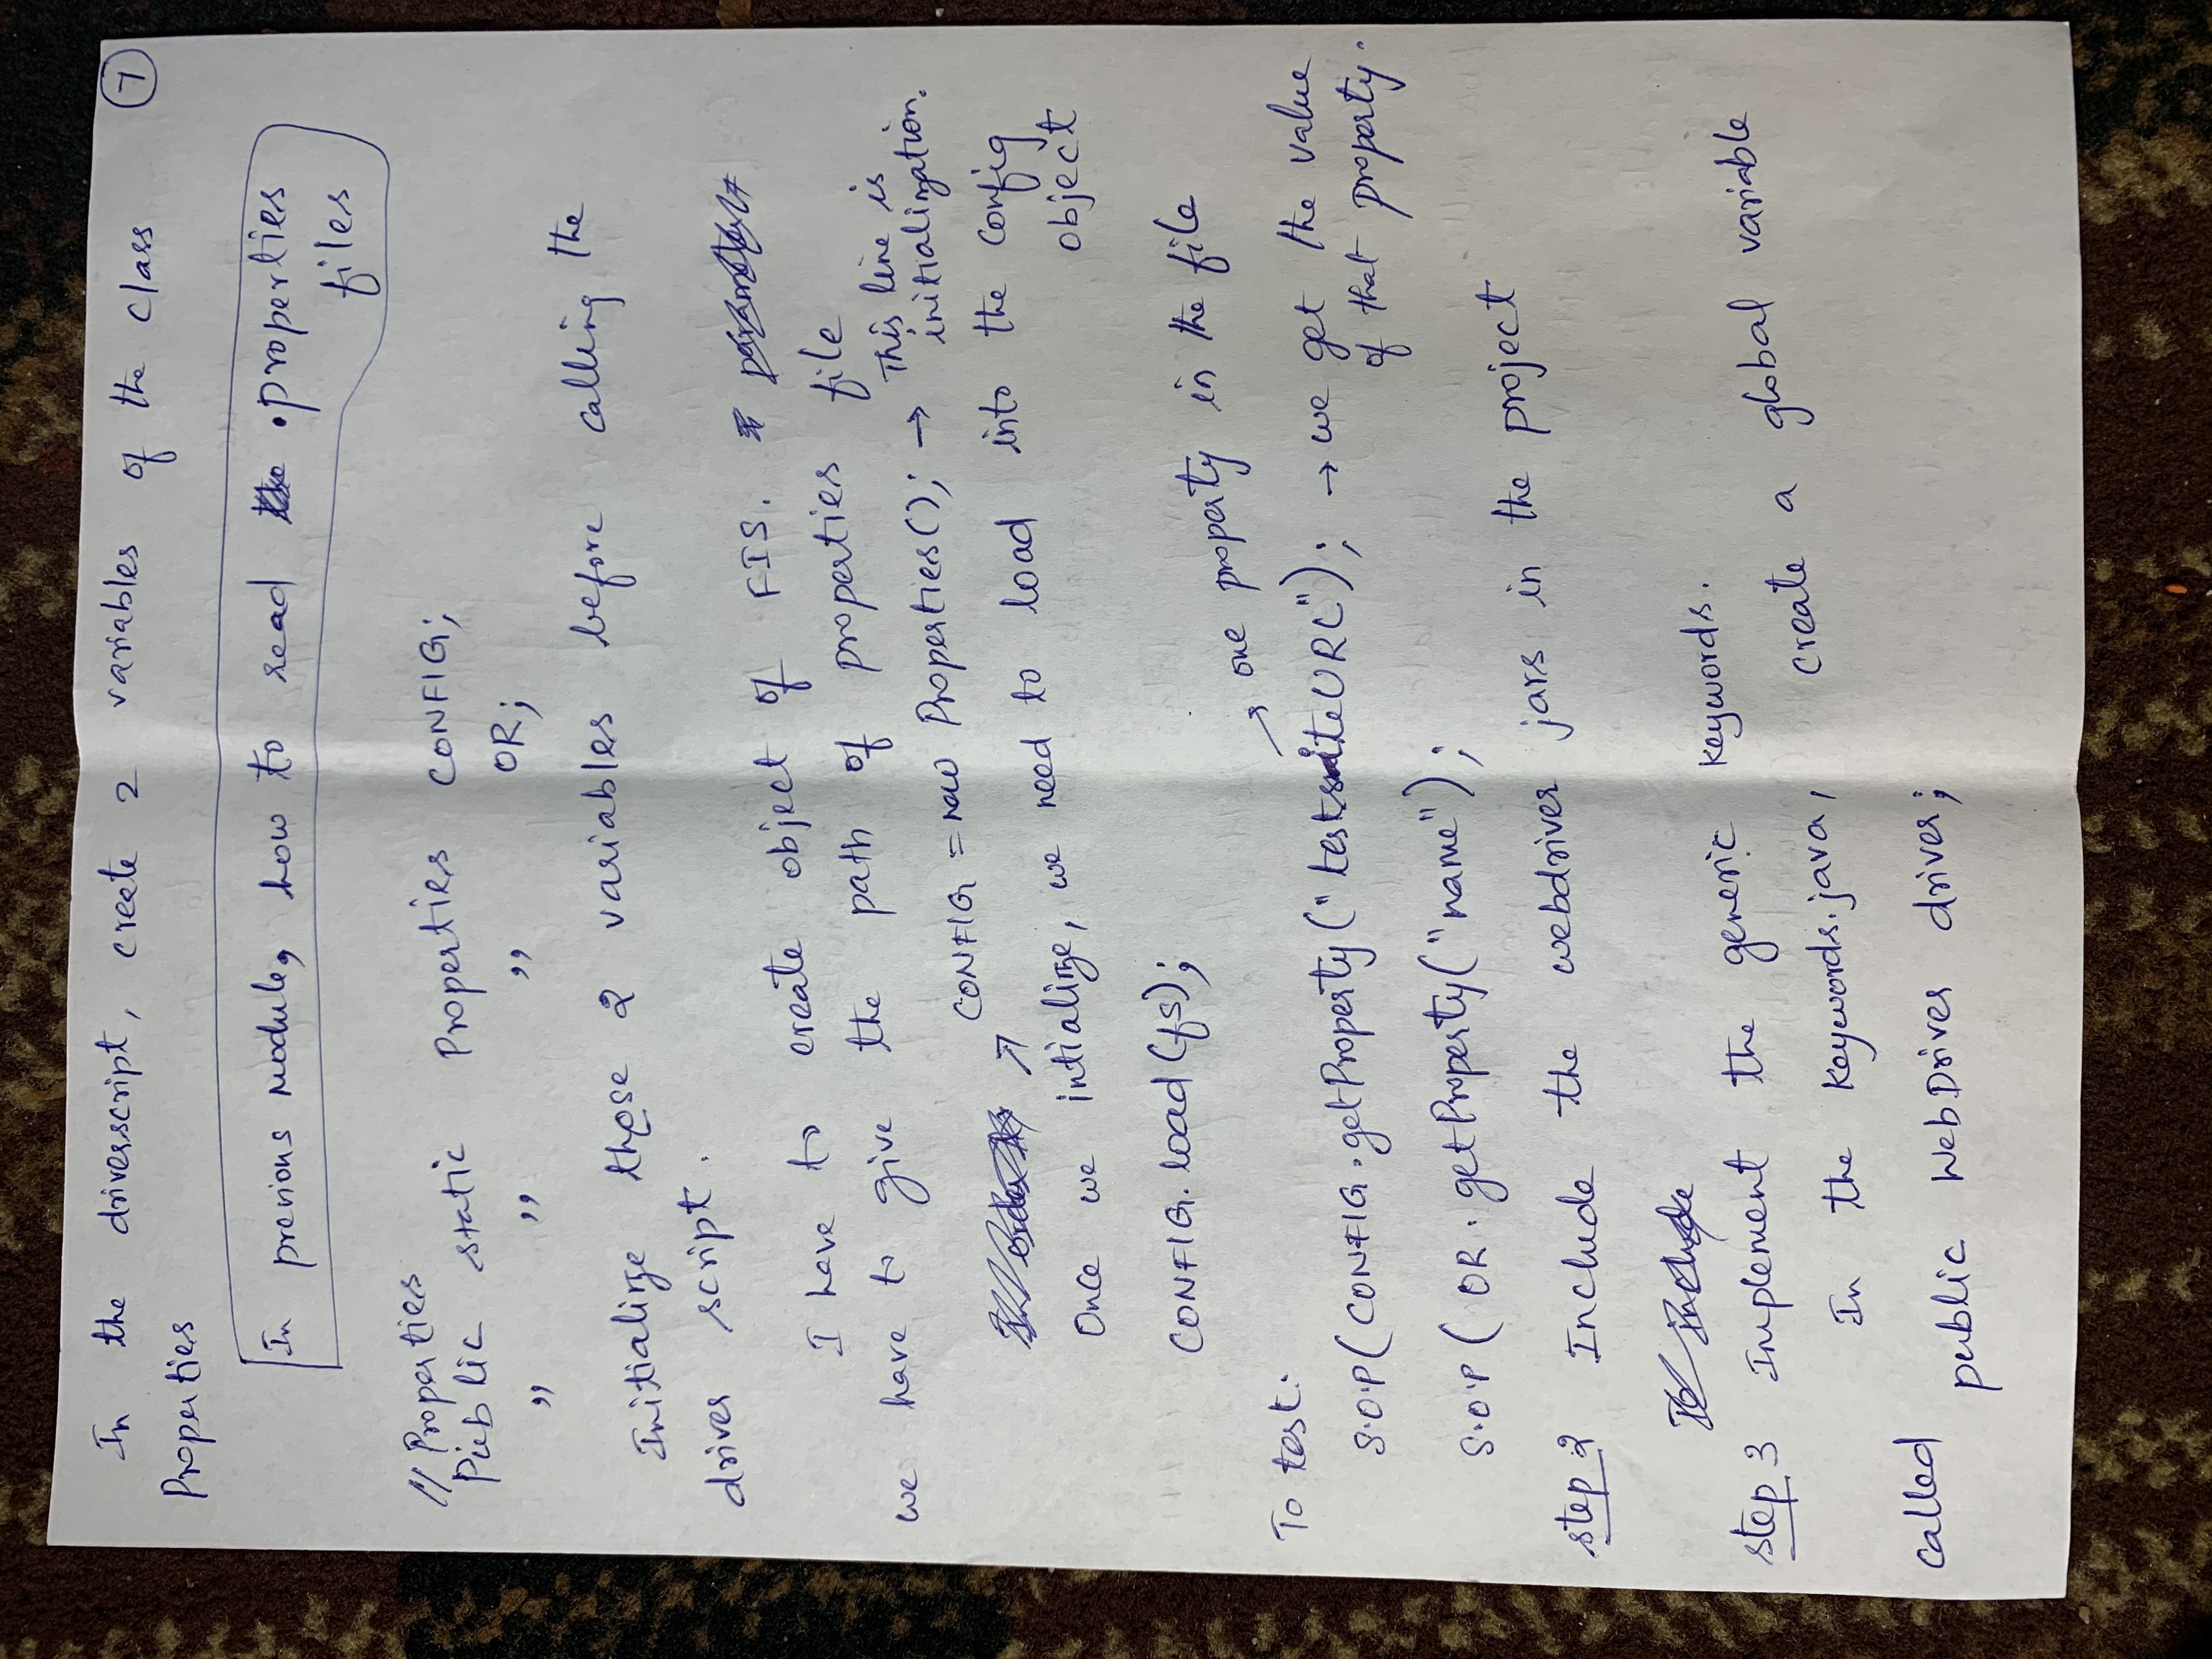 In the driverscript, create 2 variables of the class
7
Properties
In previous module, how to read .properties
files
// Properties
Public static Properties CONFIG;
,, ,, ,, OR;
Initialize those 2 variables before calling the
driver script.
I have to create object of FIS.
we have to give the path of properties file
CONFIG = new Properties(); → This line is
initialization.
Once we intialize, we need to load into the config
object
CONFIG.load(fs);
→ one property in the file
To test:
S.O.P(CONFIG.getProperty("testsiteURL"); → we get the value
of that property.
S.O.P( OR.getProperty("name");
step 2 Include the webdriver jars in the project
step 3 Implement the generic keywords.
In the Keywords.java, create a global variable
called
public WebDriver driver;